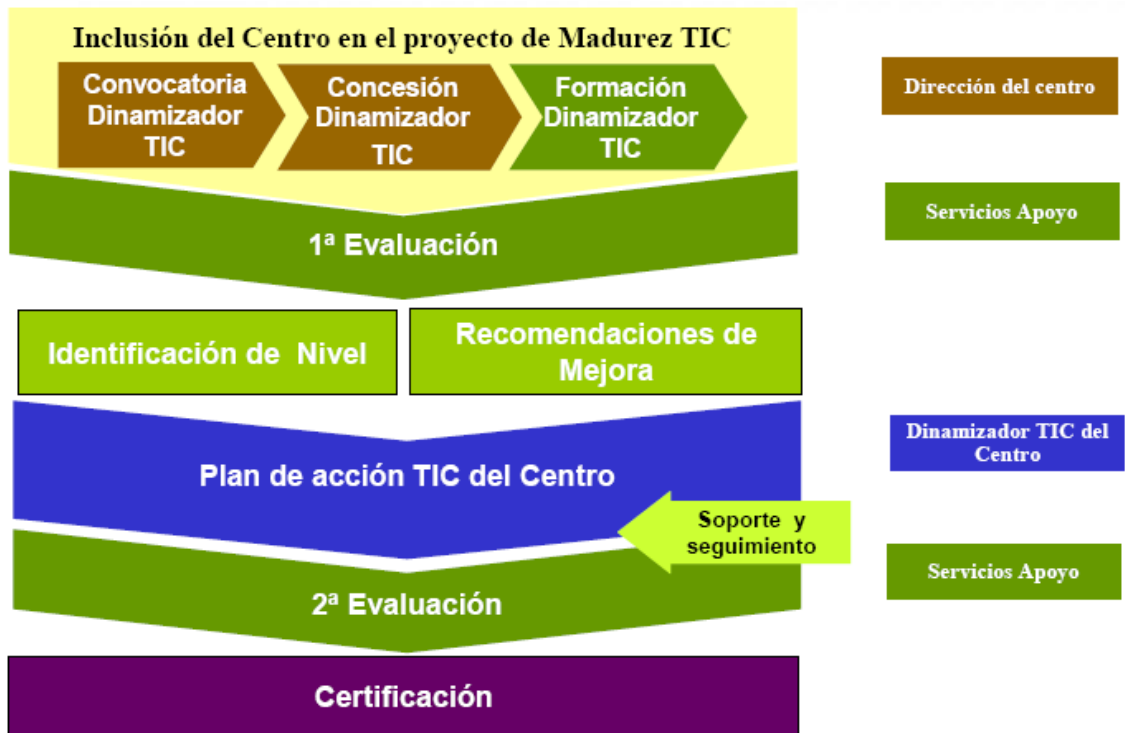 Inclusión del Centro en el proyecto de Madurez TIC
Convocatoria
Dinamizador
TIC
Concesión
Dinamizador
TIC
Formación
Dinamizador
TIC
Dirección del centro
1ª Evaluación
Servicios Apoyo
Identificación de Nivel
Recomendaciones de
Mejora
Plan de acción TIC del Centro
Dinamizador TIC del
Centro
Soporte y
seguimiento
2ª Evaluación
Servicios Apoyo
Certificación